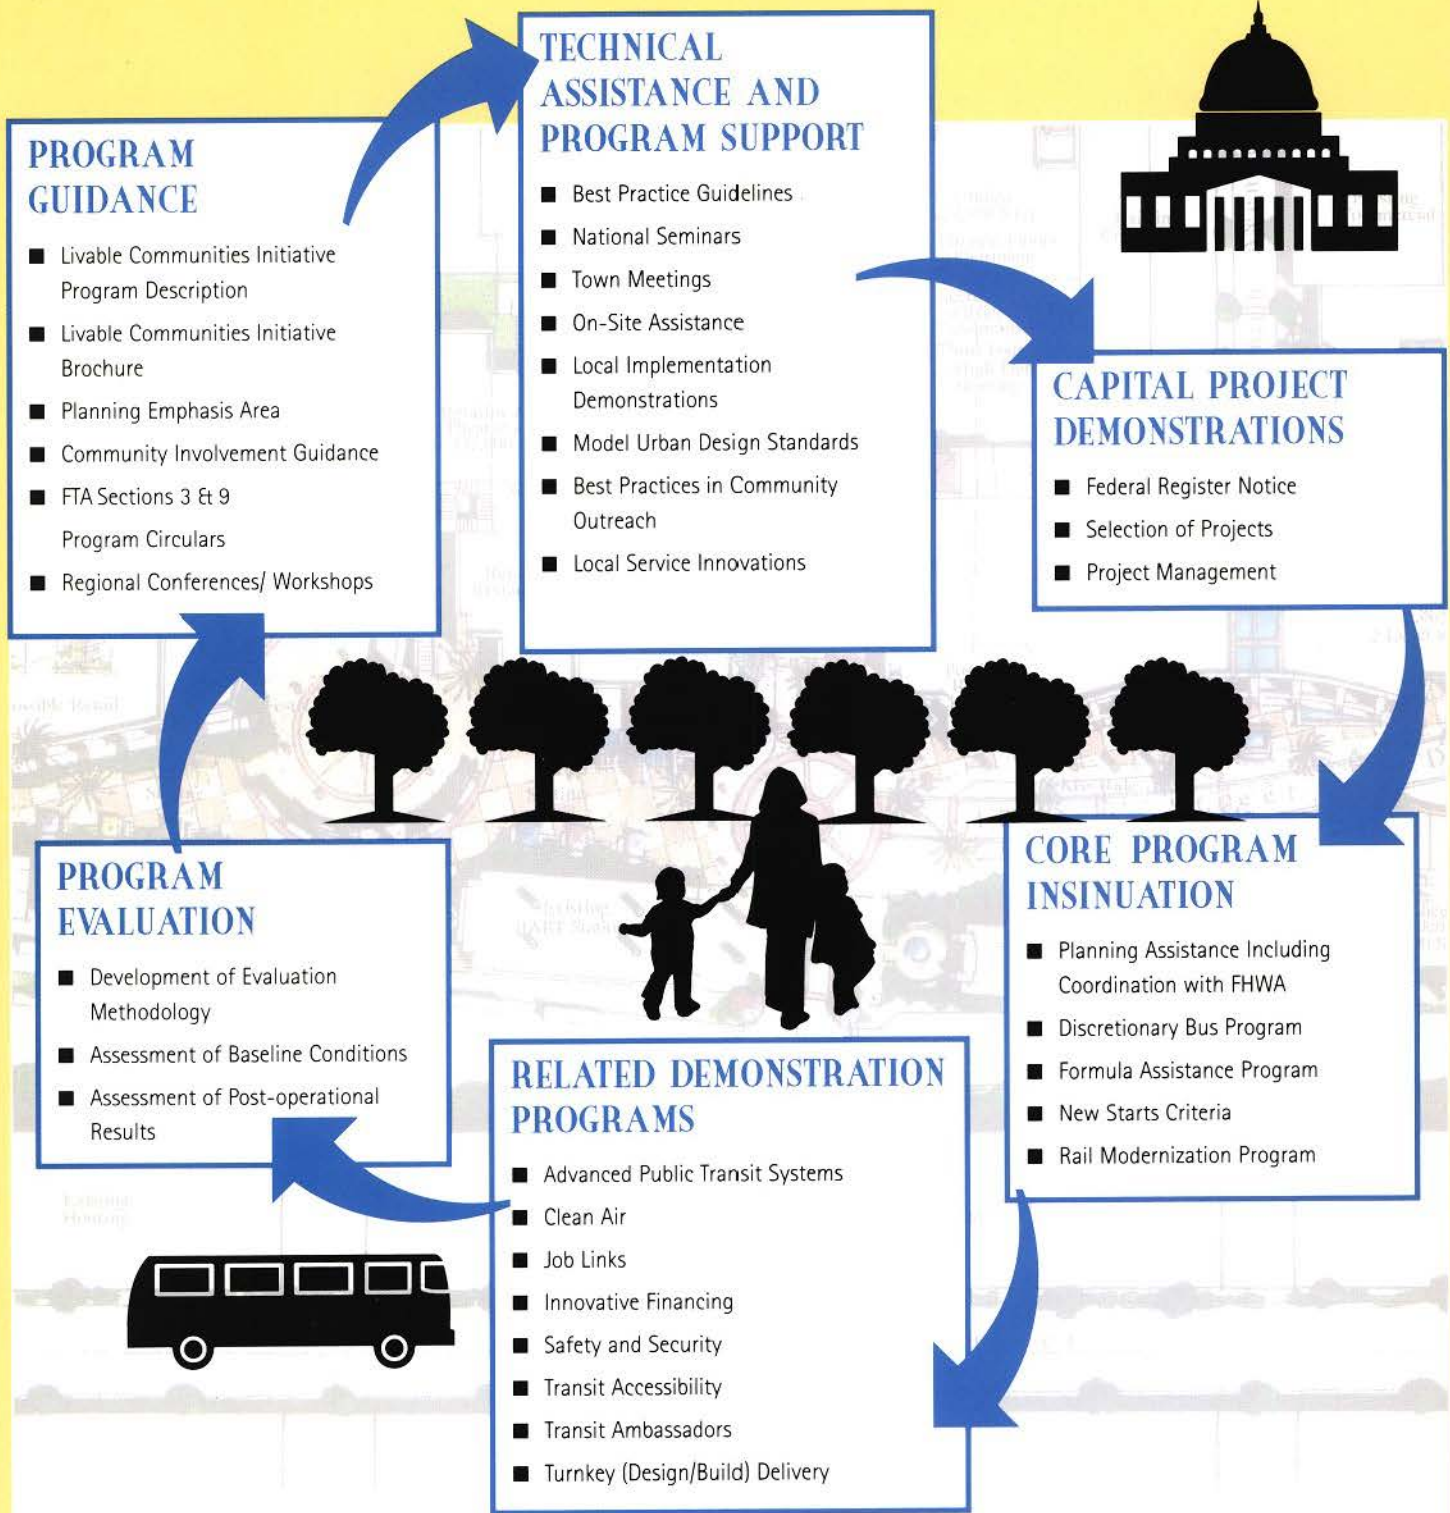 PROGRAM
GUIDANCE
■ Livable Communities Initiative
Program Description
■ Livable Communities Initiative
Brochure
■ Planning Emphasis Area
■ Community Involvement Guidance
■ FTA Sections 3 & 9
Program Circulars
■ Regional Conferences/ Workshops
TECHNICAL
ASSISTANCE AND
PROGRAM SUPPORT
■ Best Practice Guidelines
■ National Seminars
■ Town Meetings
■ On-Site Assistance
■ Local Implementation
Demonstrations
■ Model Urban Design Standards
■ Best Practices in Community
Outreach
■ Local Service Innovations
CAPITAL PROJECT
DEMONSTRATIONS
■ Federal Register Notice
■ Selection of Projects
■ Project Management
CORE PROGRAM
INSINUATION
■ Planning Assistance Including
Coordination with FHWA
■ Discretionary Bus Program
■ Formula Assistance Program
■ New Starts Criteria
■ Rail Modernization Program
RELATED DEMONSTRATION
PROGRAMS
■ Advanced Public Transit Systems
■ Clean Air
■ Job Links
■ Innovative Financing
■ Safety and Security
■ Transit Accessibility
■ Transit Ambassadors
■ Turnkey (Design/Build) Delivery
PROGRAM
EVALUATION
■ Development of Evaluation
Methodology
■ Assessment of Baseline Conditions
■ Assessment of Post-operational
Results
Existing
Housing